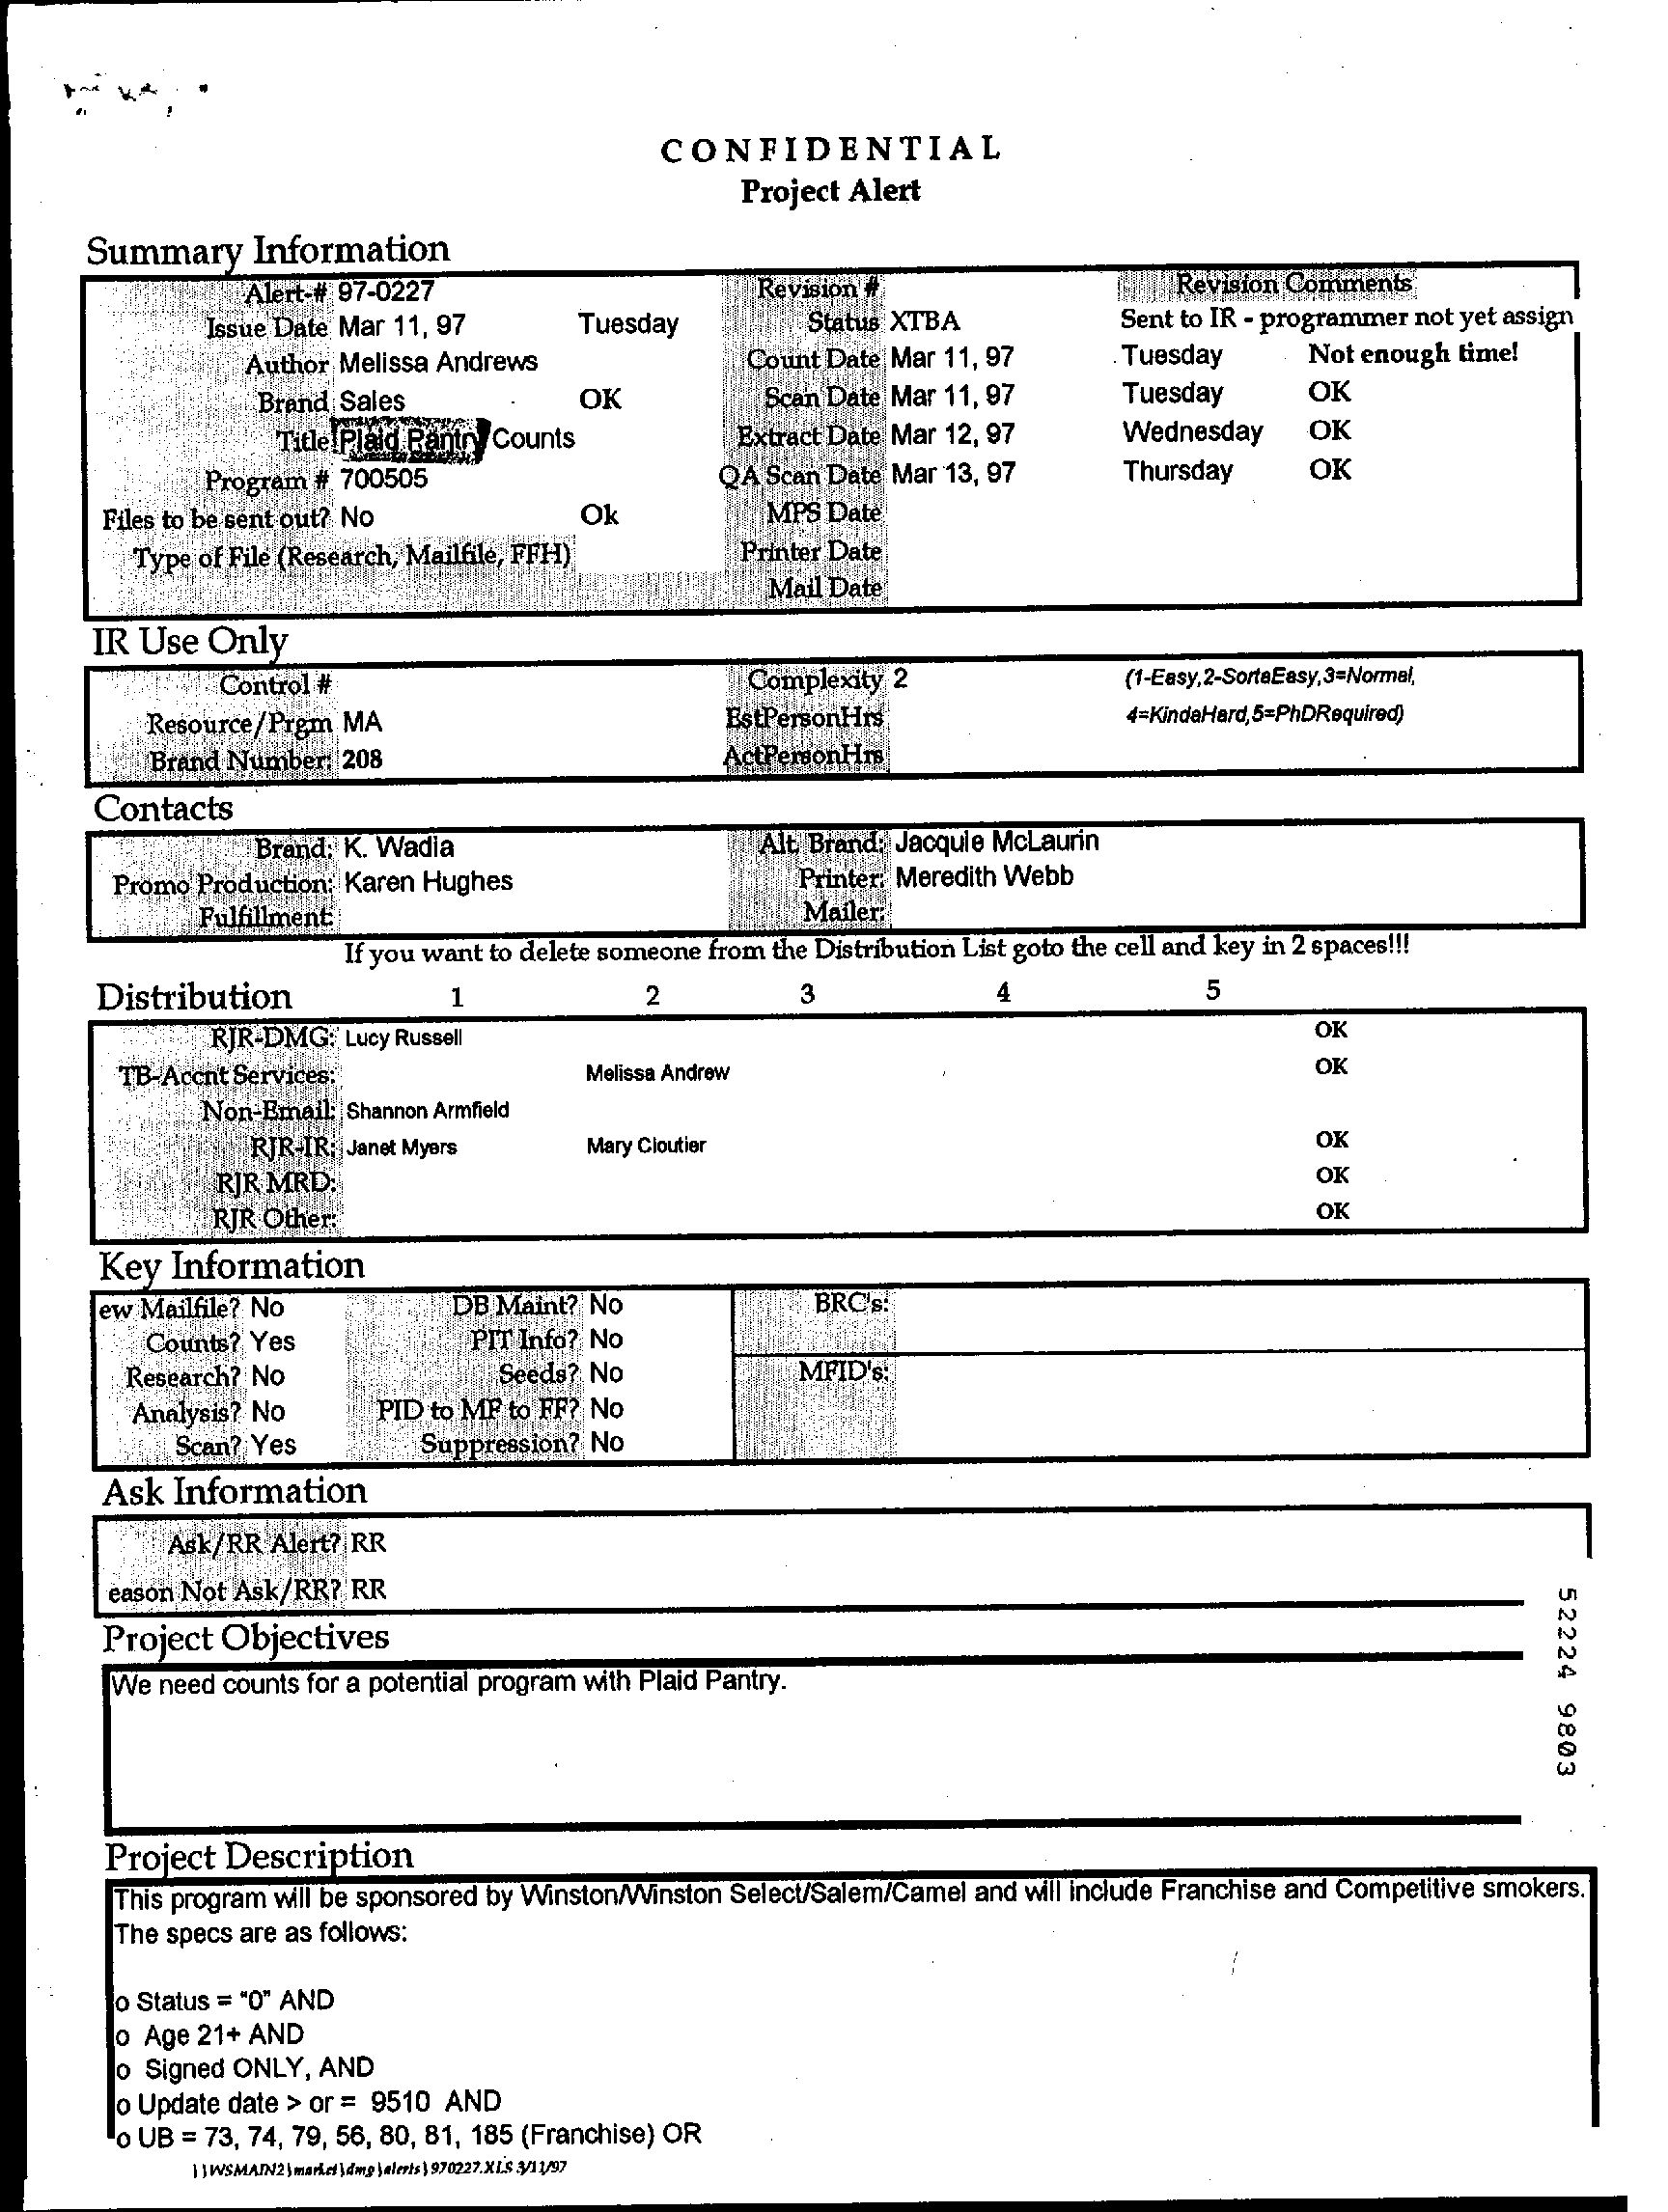 CONFIDENTIAL
Project Alert
Summary Information
Alert-# 97-0227 Revision # Revision Comments
Issue Date Mar 11, 97 Tuesday Status XTBA Sent to IR - programmer not yet assign
Author Melissa Andrews Count Date Mar 11, 97 Tuesday Not enough time!
Brand Sales OK Scan Date Mar 11, 97 Tuesday OK
Title Plaid Pantry Counts Extract Date Mar 12, 97 Wednesday OK
Program # 700505 QA Scan Date Mar 13, 97 Thursday OK
Files to be sent out? No Ok MPS Date
Type of File (Research, Mailfile, FFH) Printer Date
Mail Date
IR Use Only
Control # Complexity 2 (1-Easy,2-SortaEasy,3=Normal,
Resource/Prgm MA EstPersonHrs 4=KindaHard,5=PhDRequired)
Brand Number: 208 ActPersonHrs
Contacts
Brand: K. Wadia Alt. Brand: Jacquie McLaurin
Promo Production: Karen Hughes Printer: Meredith Webb
Fulfillment: Mailer:
If you want to delete someone from the Distribution List goto the cell and key in 2 spaces!!!
Distribution 1 2 3 4 5
RJR-DMG: Lucy Russell OK
TB-Accnt Services: Melissa Andrew OK
Non-Email: Shannon Armfield
RJR-IR: Janet Myers Mary Cloutier OK
RJR MRD: OK
RJR Other: OK
Key Information
ew Mailfile? No DB Maint? No BRC's:
Counts? Yes PIT Info? No
Research? No Seeds? No MFID's:
Analysis? No PID to MF to FF? No
Scan? Yes Suppression? No
Ask Information
Ask/RR Alert? RR
eason Not Ask/RR? RR
Project Objectives
We need counts for a potential program with Plaid Pantry.
52224 9803
Project Description
This program will be sponsored by Winston/Winston Select/Salem/Camel and will include Franchise and Competitive smokers.
The specs are as follows:
o Status = "0" AND
o Age 21+ AND
o Signed ONLY, AND
o Update date > or = 9510 AND
o UB = 73, 74, 79, 56, 80, 81, 185 (Franchise) OR
\\WSMAIN2\market\dmg\alerts\970227.XLS 3/11/97